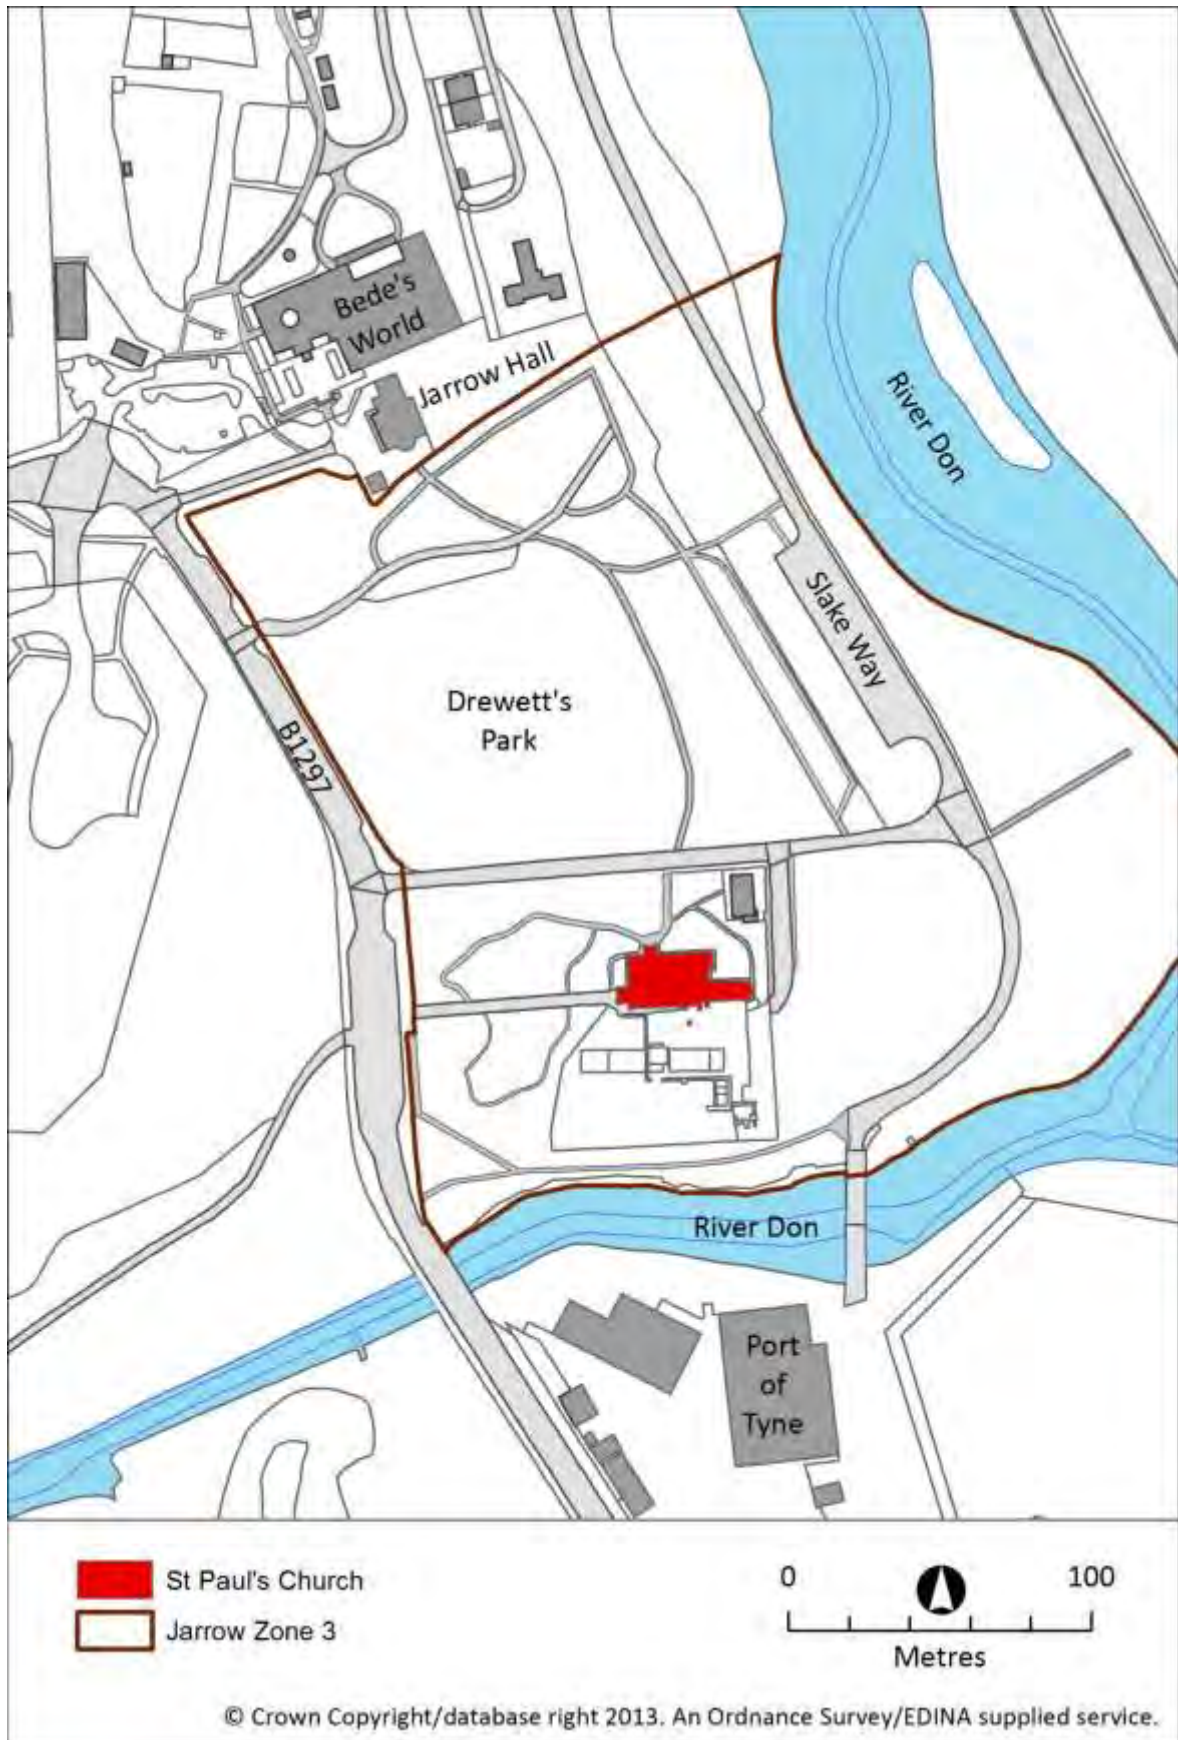 Bede's
World
Jarrow Hall
River Don
Slake Way
Drewett's
Park
B1297
River Don
Port
of
Tyne
St Paul's Church
Jarrow Zone 3
0 100
Metres
© Crown Copyright/database right 2013. An Ordnance Survey/EDINA supplied service.